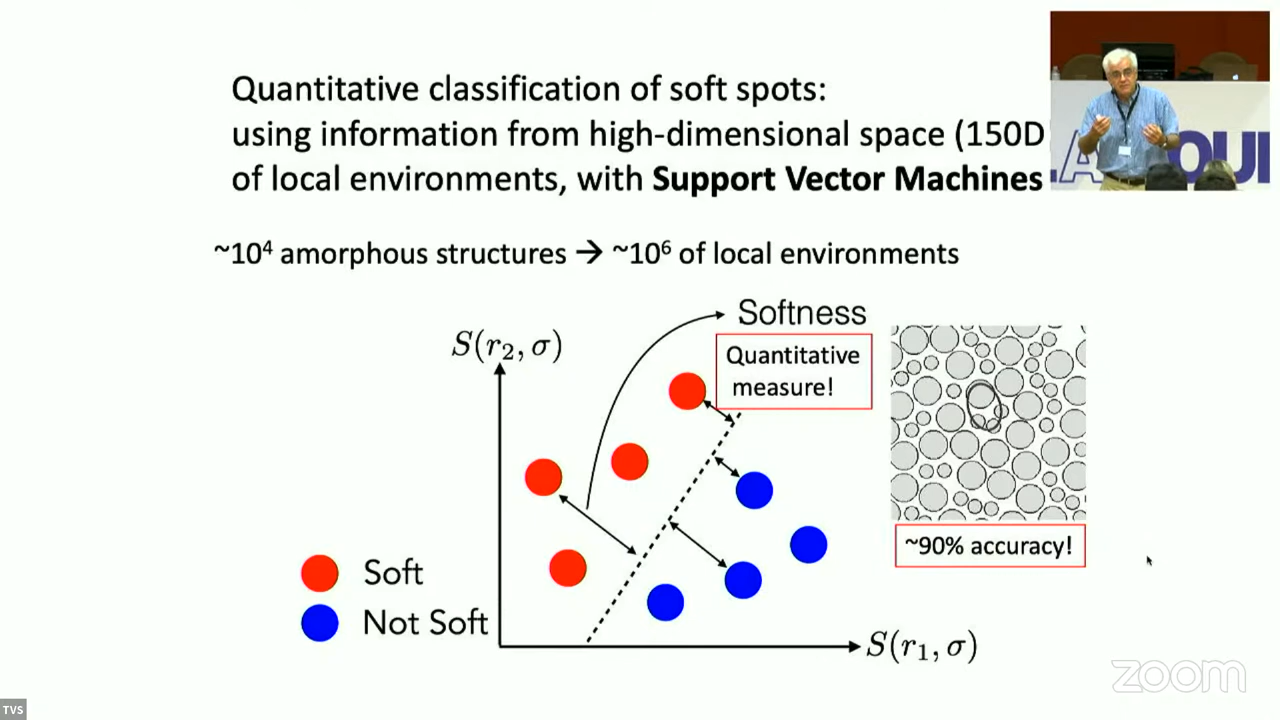 Quantitative classification of soft spots:
using information from high-dimensional space (150D
of local environments, with Support Vector Machines
~10⁴ amorphous structures → ~10⁶ of local environments
Softness
S(r₂, σ)
Quantitative
measure!
~90% accuracy!
Soft
Not Soft
S(r₁, σ)
zoom
TVS